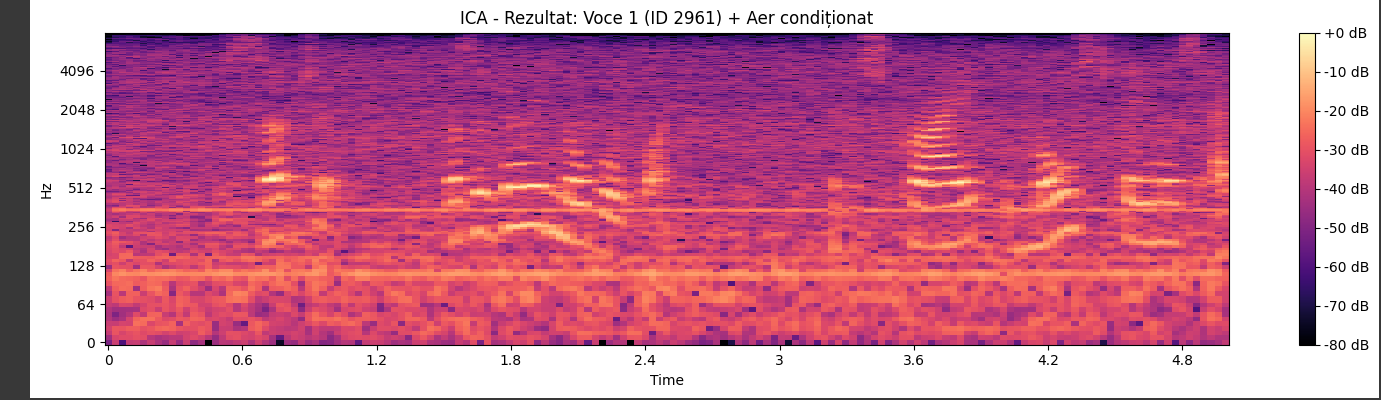 ICA - Rezultat: Voce 1 (ID 2961) + Aer condiționat
+0 dB
4096
-10 dB
2048
-20 dB
1024
-30 dB
Hz
512
-40 dB
256
-50 dB
128
-60 dB
64
-70 dB
0
-80 dB
0 0.6 1.2 1.8 2.4 3 3.6 4.2 4.8
Time